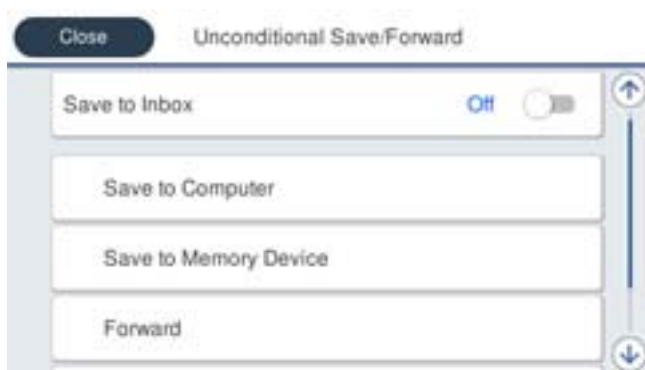 Close Unconditional Save/Forward
Save to Inbox Off
Save to Computer
Save to Memory Device
Forward